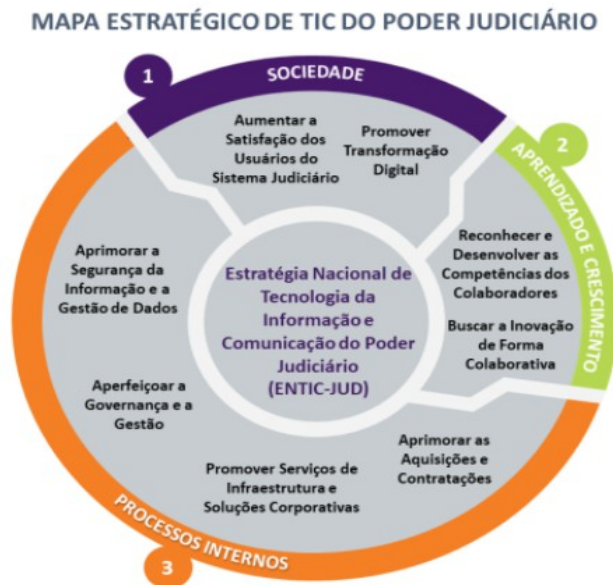 MAPA ESTRATÉGICO DE TIC DO PODER JUDICIÁRIO
1
SOCIEDADE
Aumentar a
Satisfação dos
Usuários do
Sistema Judiciário
Promover
Transformação
Digital
2
APRENDIZADO E CRESCIMENTO
Reconhecer e
Desenvolver as
Competências dos
Colaboradores
Buscar a Inovação
de Forma
Colaborativa
Estratégia Nacional de
Tecnologia da
Informação e
Comunicação do Poder
Judiciário
(ENTIC-JUD)
Aprimorar a
Segurança da
Informação e a
Gestão de Dados
Aperfeiçoar a
Governança e a
Gestão
Promover Serviços de
Infraestrutura e
Soluções Corporativas
Aprimorar as
Aquisições e
Contratações
PROCESSOS INTERNOS
3